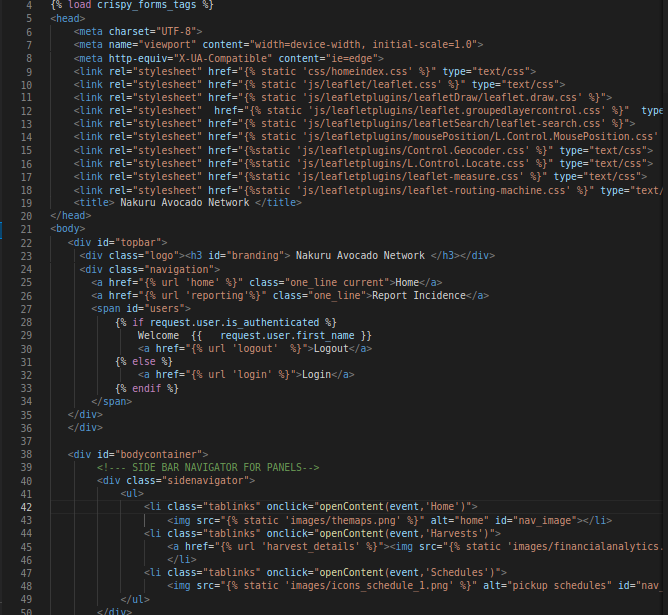 4 {% load crispy_forms_tags %}
5 <head>
6 <meta charset="UTF-8">
7 <meta name="viewport" content="width=device-width, initial-scale=1.0">
8 <meta http-equiv="X-UA-Compatible" content="ie=edge">
9 <link rel="stylesheet" href="{% static 'css/homeindex.css' %}" type="text/css">
10 <link rel="stylesheet" href="{% static 'js/leaflet/leaflet.css' %}" type="text/css">
11 <link rel="stylesheet" href="{% static 'js/leafletplugins/leafletDraw/leaflet.draw.css' %}">
12 <link rel="stylesheet"  href="{% static 'js/leafletplugins/leaflet.groupedlayercontrol.css' %}"  type
13 <link rel="stylesheet" href="{% static 'js/leafletplugins/leafletSearch/leaflet-search.css' %}">
14 <link rel="stylesheet" href="{% static 'js/leafletplugins/mousePosition/L.Control.MousePosition.css'
15 <link rel="stylesheet" href="{%static 'js/leafletplugins/Control.Geocoder.css' %}" type="text/css">
16 <link rel="stylesheet" href="{%static 'js/leafletplugins/L.Control.Locate.css' %}" type="text/css">
17 <link rel="stylesheet" href="{%static 'js/leafletplugins/leaflet-measure.css' %}" type="text/css">
18 <link rel="stylesheet" href="{%static 'js/leafletplugins/leaflet-routing-machine.css' %}" type="text/
19 <title> Nakuru Avocado Network </title>
20 </head>
21 <body>
22 <div id="topbar">
23 <div class="logo"><h3 id="branding"> Nakuru Avocado Network </h3></div>
24 <div class="navigation">
25 <a href="{% url 'home' %}" class="one_line current">Home</a>
26 <a href="{% url 'reporting'%}" class="one_line">Report Incidence</a>
27 <span id="users">
28 {% if request.user.is_authenticated %}
29 Welcome  {{   request.user.first_name }}
30 <a href="{% url 'logout'  %}">Logout</a>
31 {% else %}
32 <a href="{% url 'login' %}">Login</a>
33 {% endif %}
34 </span>
35 </div>
36 </div>
37
38 <div id="bodycontainer">
39 <!--- SIDE BAR NAVIGATOR FOR PANELS-->
40 <div class="sidenavigator">
41 <ul>
42 <li class="tablinks" onclick="openContent(event,'Home')">
43 <img src="{% static 'images/themaps.png' %}" alt="home" id="nav_image"></li>
44 <li class="tablinks" onclick="openContent(event,'Harvests')">
45 <a href="{% url 'harvest_details' %}"><img src="{% static 'images/financialanalytics.
46 </li>
47 <li class="tablinks" onclick="openContent(event,'Schedules')">
48 <img src="{% static 'images/icons_schedule_1.png' %}" alt="pickup schedules" id="nav_
49 </ul>
50 </div>